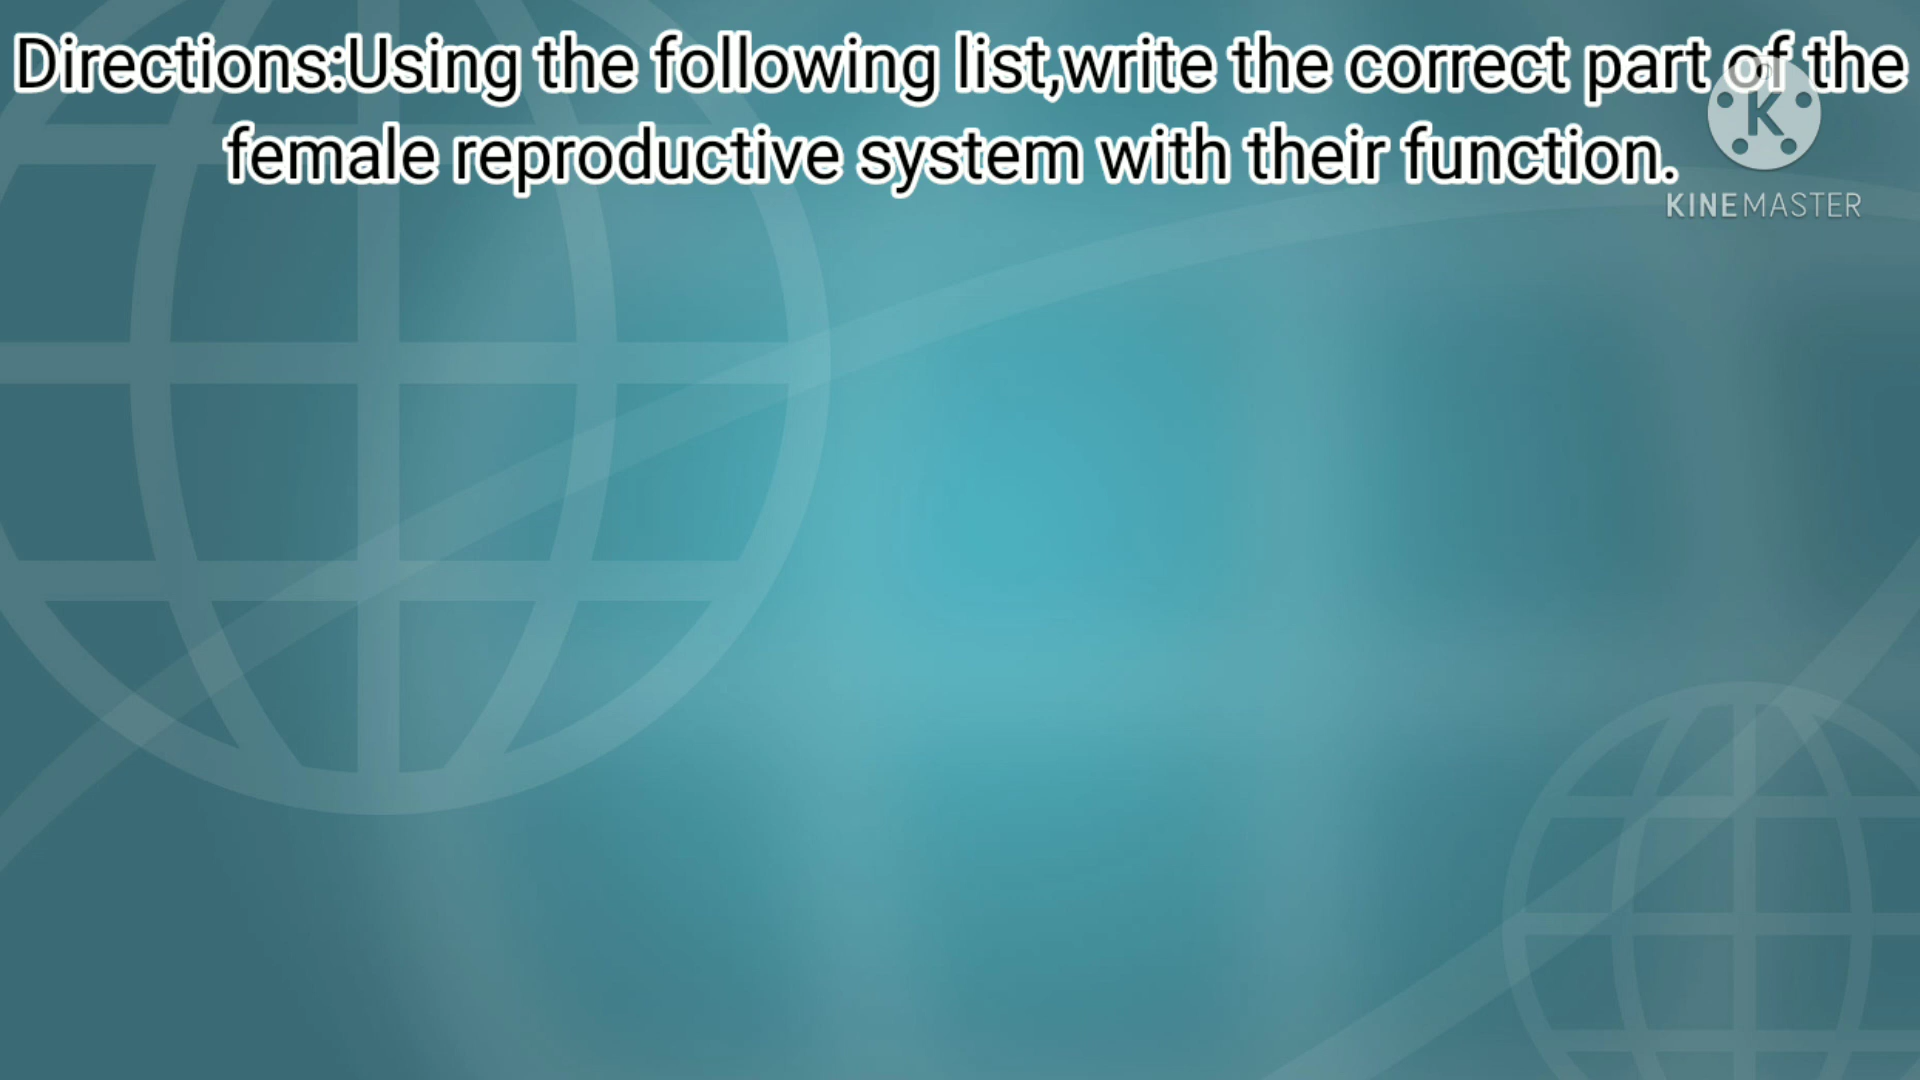 Directions:Using the following list,write the correct part of the
female reproductive system with their function.
K
KINEMASTER